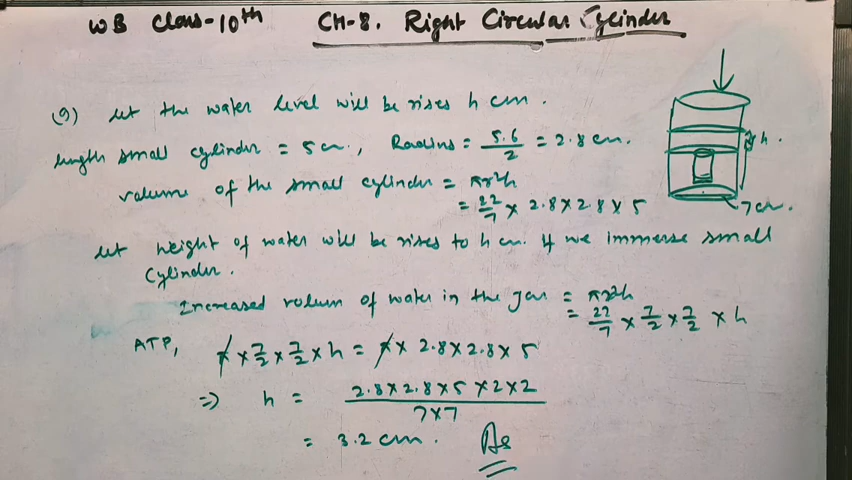 WB Class-10th CH-8. Right Circular Cylinder
(9) Let the water level will be rises h cm.
length small cylinder = 5 cm, Radius = 5.6/2 = 2.8 cm.
volume of the small cylinder = πr²h
= 22/7 × 2.8 × 2.8 × 5
h.
7 cm.
Let height of water will be rises to h cm. if we immerse small
Cylinder.
Increased volum of water in the Jar = πr²h
= 22/7 × 7/2 × 7/2 × h
ATP, π × 7/2 × 7/2 × h = π × 2.8 × 2.8 × 5
⇒ h = 2.8 × 2.8 × 5 × 2 × 2 / 7 × 7
= 3.2 cm.